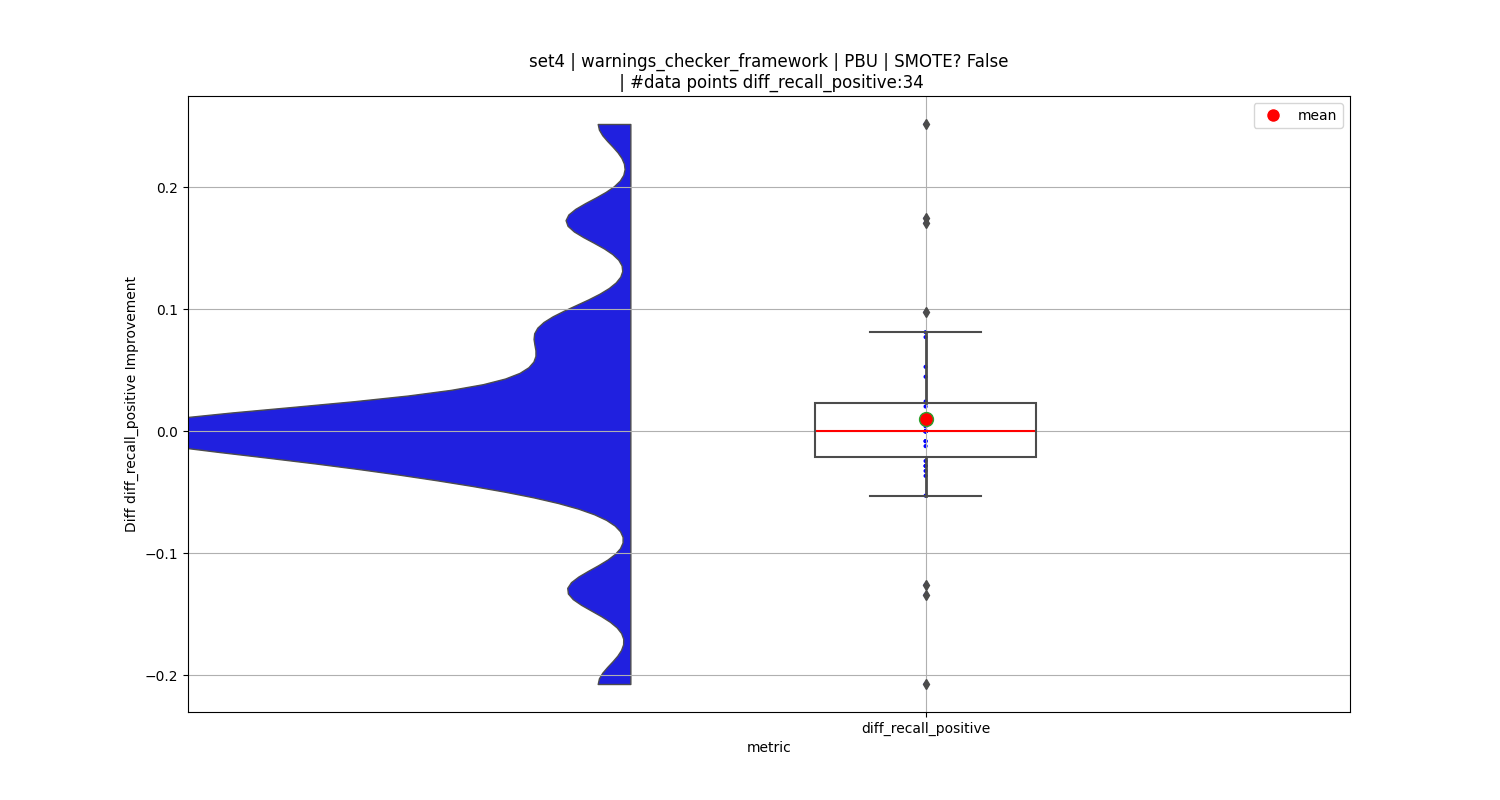 set4 | warnings_checker_framework | PBU | SMOTE? False
| #data points diff_recall_positive:34
mean
0.2
0.1
0.0
−0.1
−0.2
Diff diff_recall_positive Improvement
diff_recall_positive
metric